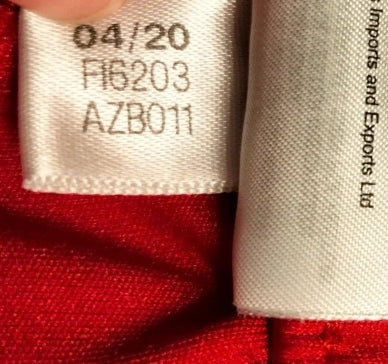 04/20
FI6203
AZB011
Imports and Exports Ltd